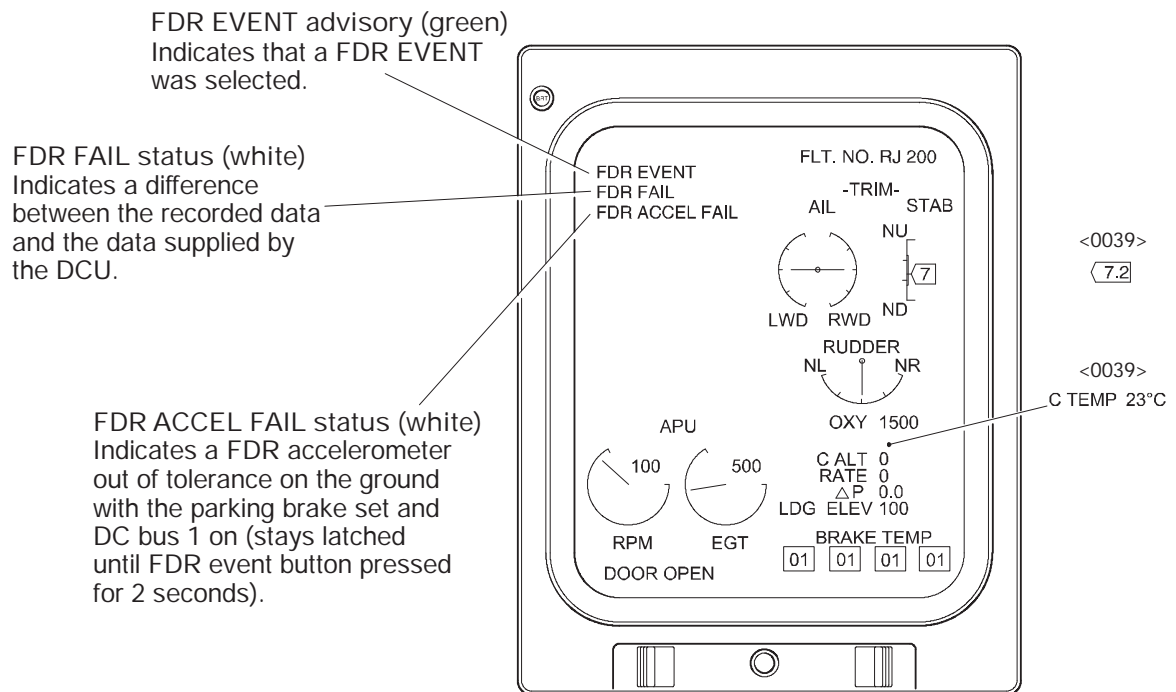 FDR EVENT advisory (green)
Indicates that a FDR EVENT
was selected.
FDR FAIL status (white)
Indicates a difference
between the recorded data
and the data supplied by
the DCU.
FDR ACCEL FAIL status (white)
Indicates a FDR accelerometer
out of tolerance on the ground
with the parking brake set and
DC bus 1 on (stays latched
until FDR event button pressed
for 2 seconds).
BRT
FDR EVENT
FDR FAIL
FDR ACCEL FAIL
FLT. NO. RJ 200
-TRIM-
AIL
STAB
NU
7
ND
LWD RWD
RUDDER
NL NR
OXY 1500
C ALT 0
RATE 0
△P 0.0
LDG ELEV 100
BRAKE TEMP
01 01 01 01
APU
100 500
RPM EGT
DOOR OPEN
<0039>
7.2
<0039>
C TEMP 23°C